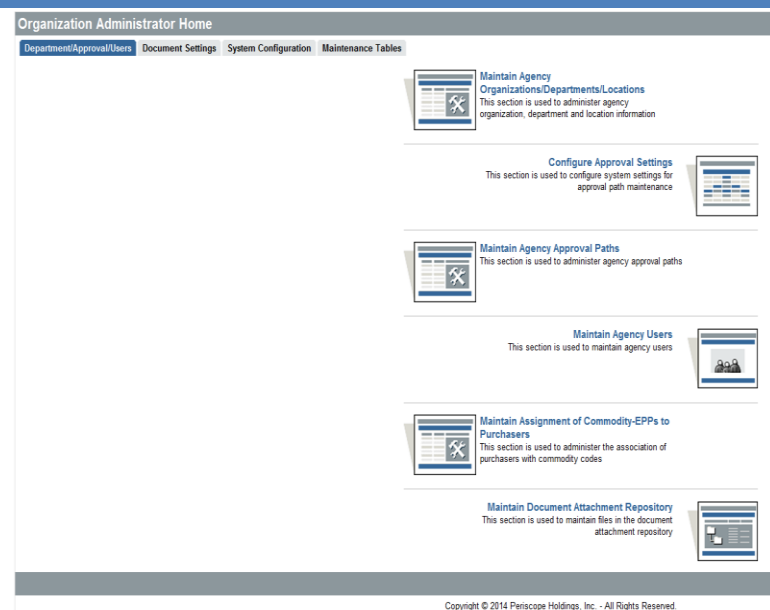 Organization Administrator Home
Department/Approval/Users Document Settings System Configuration Maintenance Tables
Maintain Agency
Organizations/Departments/Locations
This section is used to administer agency
organization, department and location information
Configure Approval Settings
This section is used to configure system settings for
approval path maintenance
Maintain Agency Approval Paths
This section is used to administer agency approval paths
Maintain Agency Users
This section is used to maintain agency users
Maintain Assignment of Commodity-EPPs to
Purchasers
This section is used to administer the association of
purchasers with commodity codes
Maintain Document Attachment Repository
This section is used to maintain files in the document
attachment repository
Copyright © 2014 Periscope Holdings, Inc. - All Rights Reserved.